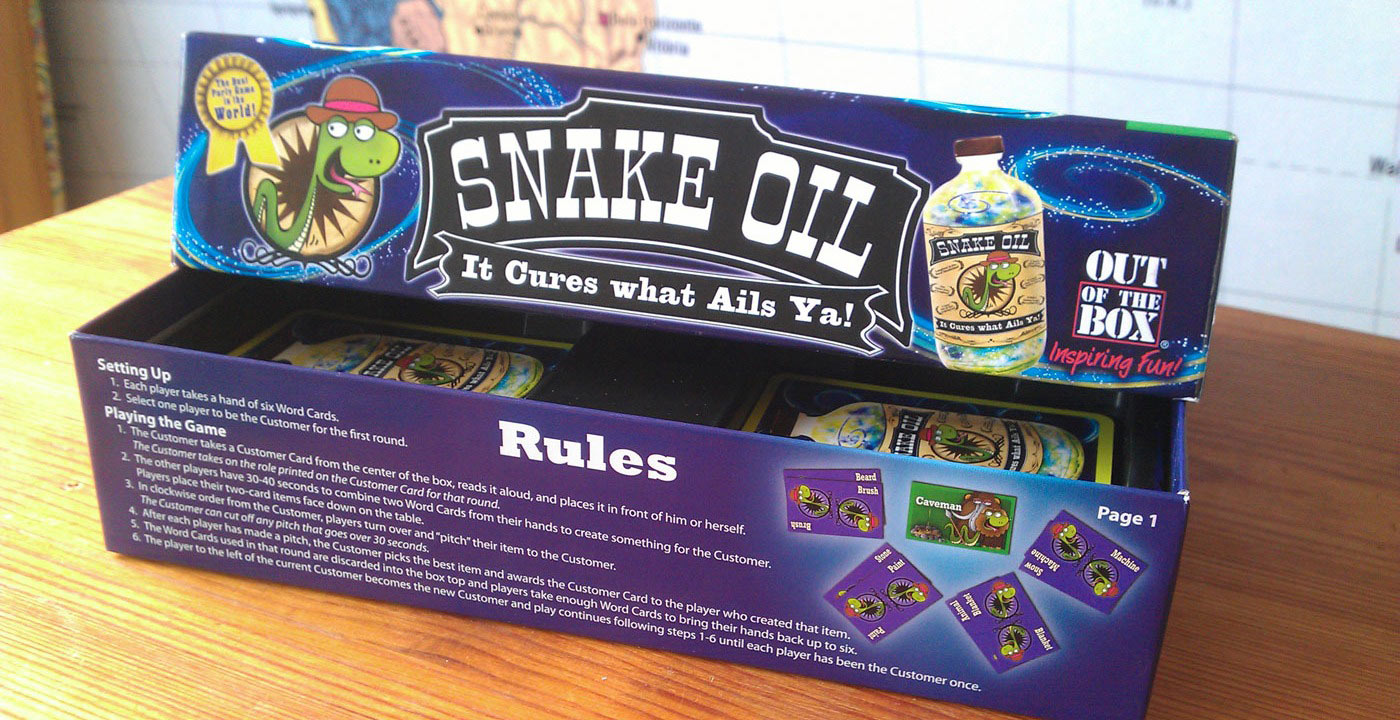 The Best
Party Game
in the
World!
SNAKE OIL
It Cures what Ails Ya!
SNAKE OIL
It Cures what Ails Ya!
OUT
OF THE
BOX®
Inspiring Fun!
Rules
Page 1
Setting Up
1. Each player takes a hand of six Word Cards.
2. Select one player to be the Customer for the first round.
Playing the Game
1. The Customer takes a Customer Card from the center of the box, reads it aloud, and places it in front of him or herself.
The Customer takes on the role printed on the Customer Card for that round.
2. The other players have 30-40 seconds to combine two Word Cards from their hands to create something for the Customer.
Players place their two-card items face down on the table.
3. In clockwise order from the Customer, players turn over and "pitch" their item to the Customer.
The Customer can cut off any pitch that goes over 30 seconds.
4. After each player has made a pitch, the Customer picks the best item and awards the Customer Card to the player who created that item.
5. The Word Cards used in that round are discarded into the box top and players take enough Word Cards to bring their hands back up to six.
6. The player to the left of the current Customer becomes the new Customer and play continues following steps 1-6 until each player has been the Customer once.
Beard
Brush
Brush
Caveman
Machine
Snow
Machine
Stone
Paint
Paint
Animal
Blanket
Blanket